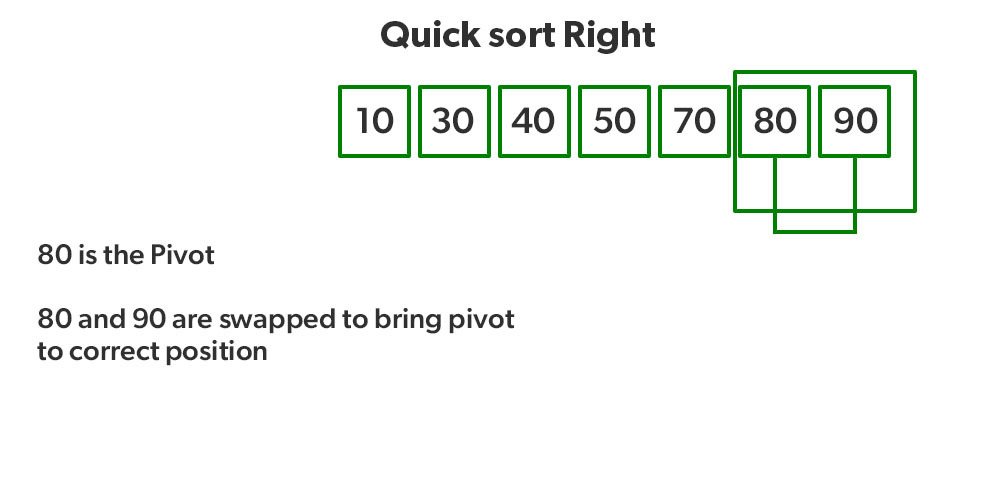 Quick sort Right
10 30 40 50 70 80 90
80 is the Pivot
80 and 90 are swapped to bring pivot
to correct position